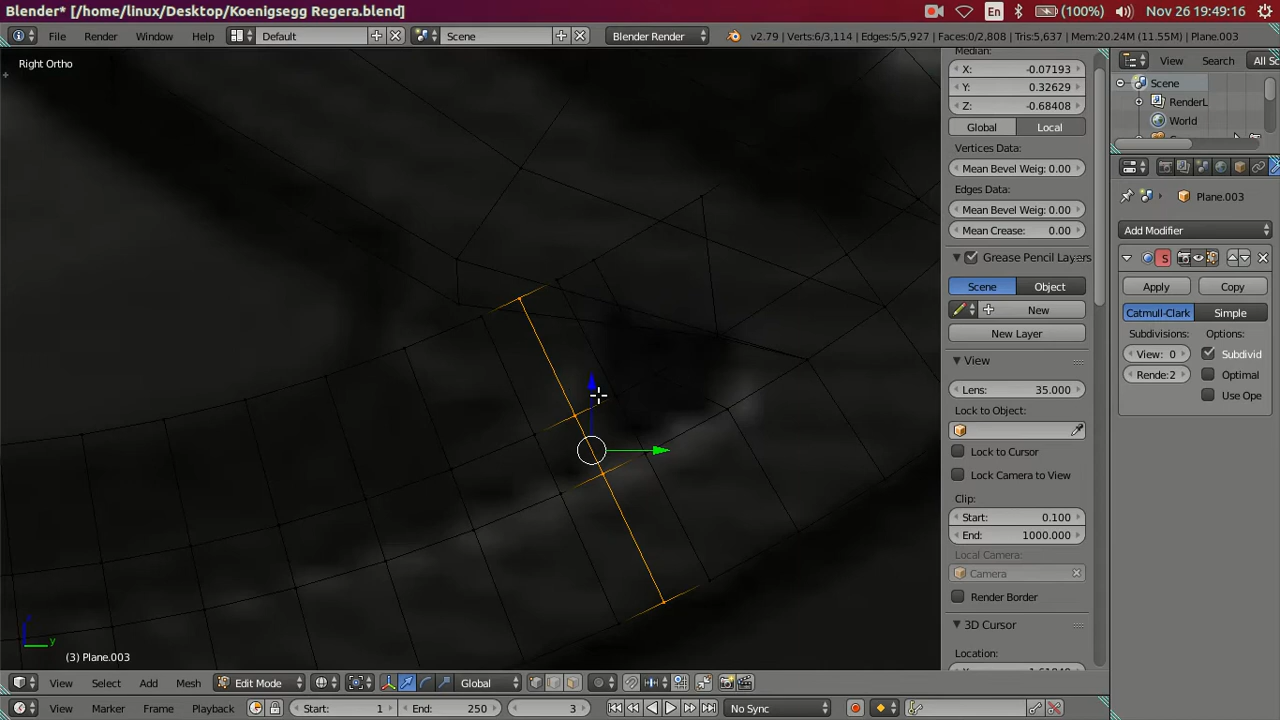 Blender* [/home/linux/Desktop/Koenigsegg Regera.blend]
En
(100%)
Nov 26 19:49:16
File
Render
Window
Help
Default
Scene
Blender Render
v2.79 | Verts:6/3,114 | Edges:5/5,927 | Faces:0/2,808 | Tris:5,637 | Mem:20.24M (11.55M) | Plane.003
Right Ortho
Median:
X: -0.07193
Y: 0.32629
Z: -0.68408
Global
Local
Vertices Data:
Mean Bevel Weig: 0.00
Edges Data:
Mean Bevel Weig: 0.00
Mean Crease: 0.00
Grease Pencil Layers
Scene
Object
New
New Layer
View
Lens: 35.000
Lock to Object:
Lock to Cursor
Lock Camera to View
Clip:
Start: 0.100
End: 1000.000
Local Camera:
Camera
Render Border
3D Cursor
Location:
View
Search
All Sc
Scene
RenderL
World
Plane.003
Add Modifier
S
Apply
Copy
Catmull-Clark
Simple
Subdivisions:
Options:
View: 0
Subdivid
Rende:2
Optimal
Use Ope
y
(3) Plane.003
View
Select
Add
Mesh
Edit Mode
Global
View
Marker
Frame
Playback
Start: 1
End: 250
3
No Sync